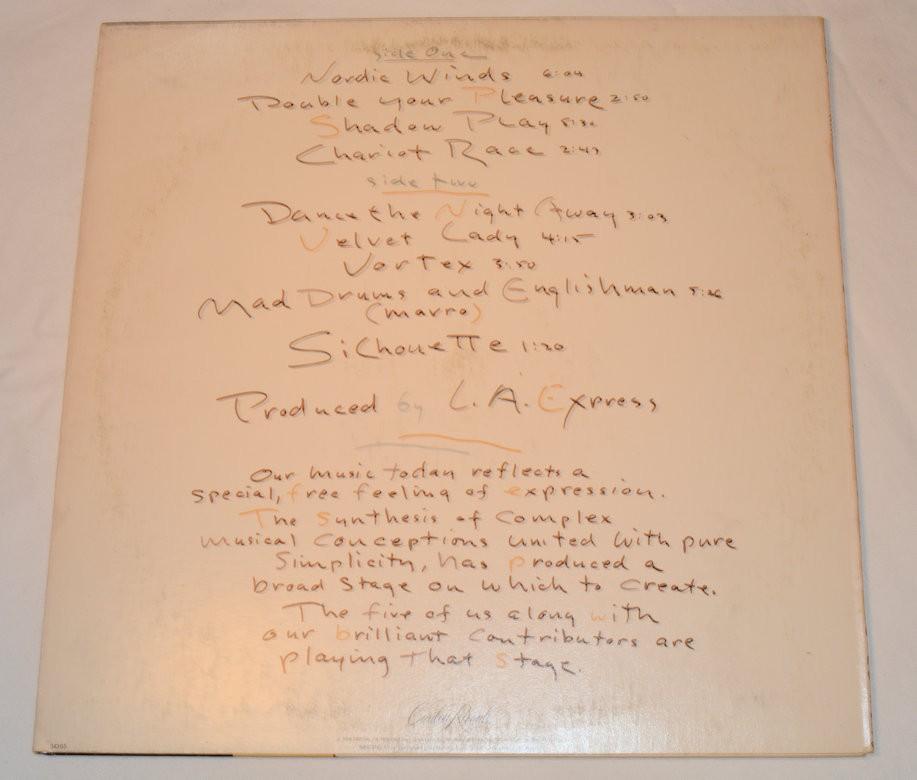 Side One
Nordic Winds 6:04
Double your Pleasure 2:50
Shadow Play 5:30
Chariot Race 2:47
side two
Dance the Night Away 3:03
Velvet Lady 4:15
Vortex 3:50
Mad Drums and Englishman 5:26
(marro)
Silhouette 1:20
Produced by L.A. Express
Our music today reflects a
special, free feeling of expression.
The Synthesis of Complex
musical Conceptions united with pure
Simplicity, has produced a
broad Stage on which to Create.
The five of us along with
our brilliant Contributors are
playing That Stage.